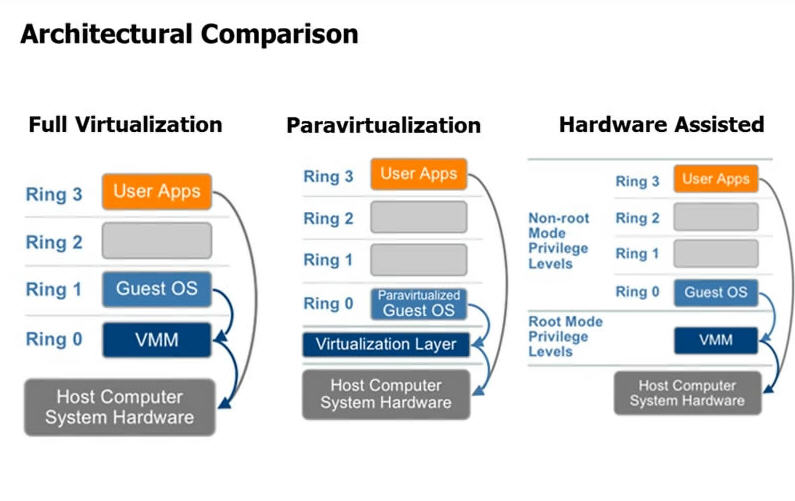 Architectural Comparison
Full Virtualization
Ring 3
User Apps
Ring 2
Ring 1
Guest OS
Ring 0
VMM
Host Computer
System Hardware
Paravirtualization
Ring 3
User Apps
Ring 2
Ring 1
Ring 0
Paravirtualized
Guest OS
Virtualization Layer
Host Computer
System Hardware
Hardware Assisted
Non-root
Mode
Privilege
Levels
Ring 3
User Apps
Ring 2
Ring 1
Ring 0
Guest OS
Root Mode
Privilege
Levels
VMM
Host Computer
System Hardware